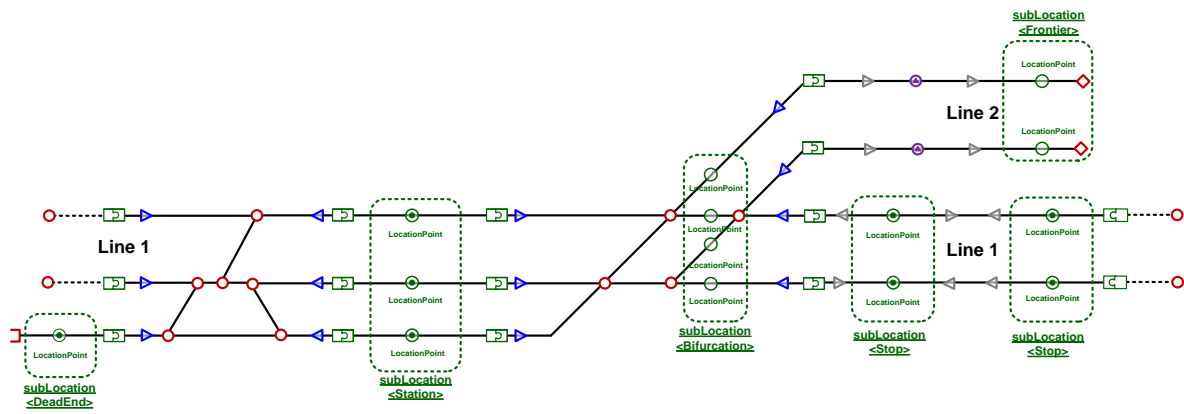 subLocation
<Frontier>
LocationPoint
Line 2
LocationPoint
LocationPoint
LocationPoint
LocationPoint
LocationPoint
LocationPoint
LocationPoint
Line 1
LocationPoint
Line 1
LocationPoint
LocationPoint
LocationPoint
LocationPoint
subLocation
<Bifurcation>
subLocation
<Stop>
subLocation
<Stop>
LocationPoint
LocationPoint
subLocation
<DeadEnd>
subLocation
<Station>